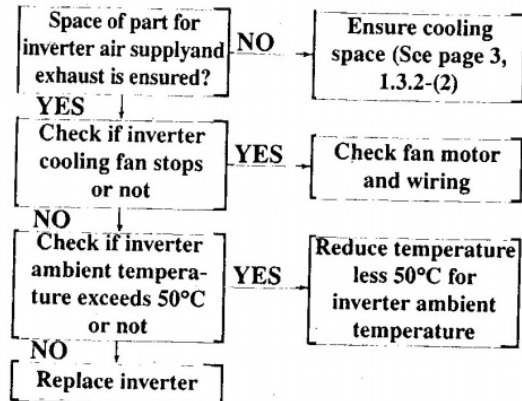 Space of part for
inverter air supplyand
exhaust is ensured?
NO
Ensure cooling
space (See page 3,
1.3.2-(2)
YES
Check if inverter
cooling fan stops
or not
YES
Check fan motor
and wiring
NO
Check if inverter
ambient tempera-
ture exceeds 50°C
or not
YES
Reduce temperature
less 50°C for
inverter ambient
temperature
NO
Replace inverter